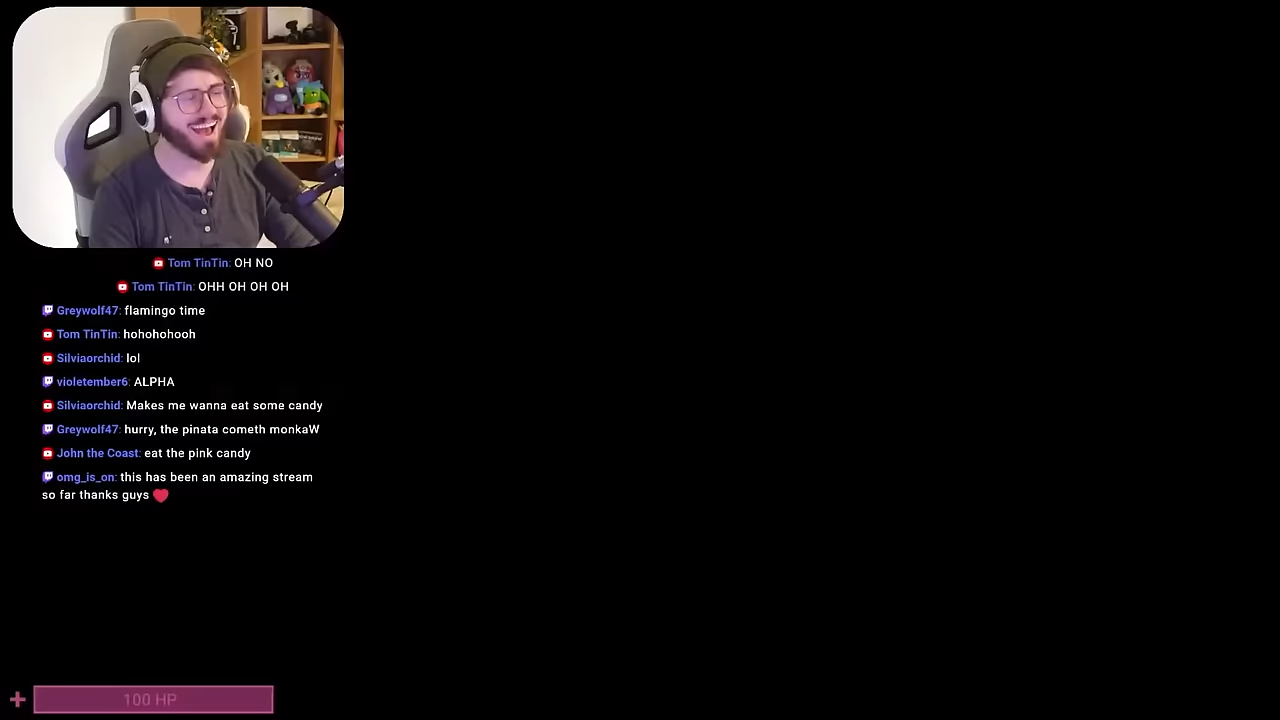 Tom TinTin: OH NO
Tom TinTin: OHH OH OH OH
Greywolf47: flamingo time
Tom TinTin: hohohohooh
Silviaorchid: lol
violetember6: ALPHA
Silviaorchid: Makes me wanna eat some candy
Greywolf47: hurry, the pinata cometh monkaW
John the Coast: eat the pink candy
omg_is_on: this has been an amazing stream
so far thanks guys ❤
+ 100 HP